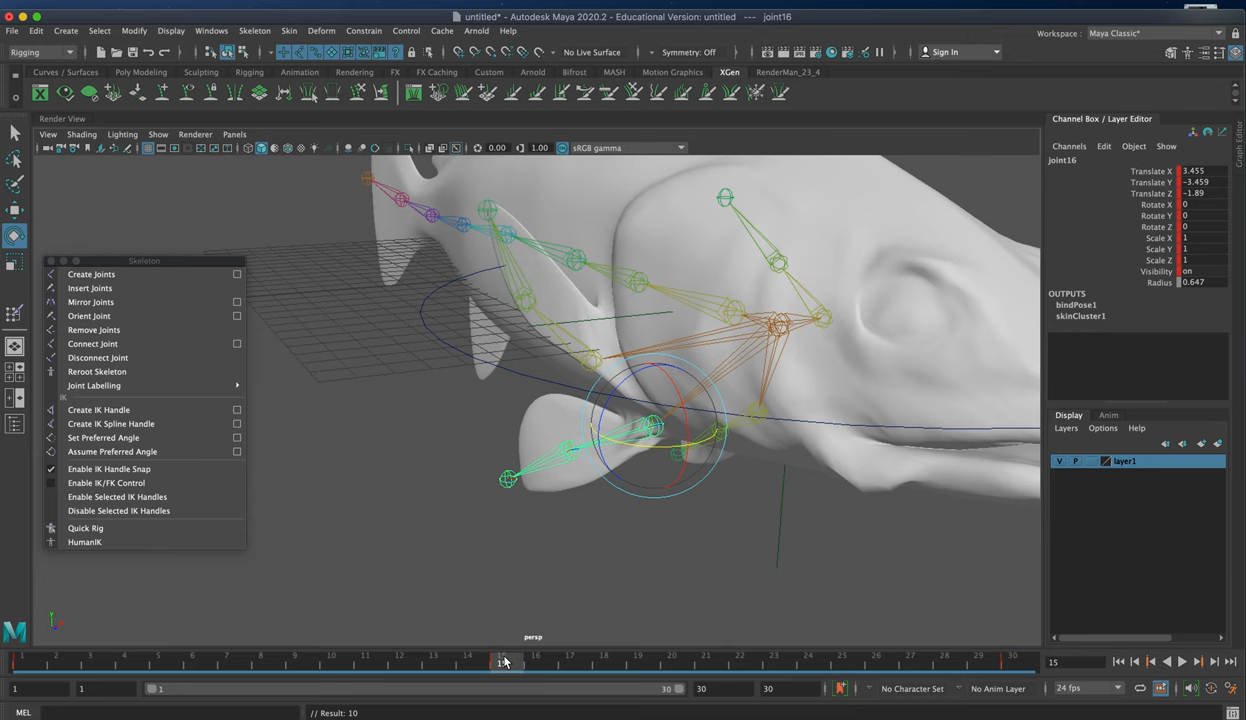 untitled* - Autodesk Maya 2020.2 - Educational Version: untitled --- joint16
File Edit Create Select Modify Display Windows Skeleton Skin Deform Constrain Control Cache Arnold Help
Workspace : Maya Classic*
Rigging No Live Surface Symmetry: Off Sign In
Curves / Surfaces Poly Modeling Sculpting Rigging Animation Rendering FX FX Caching Custom Arnold Bifrost MASH Motion Graphics XGen RenderMan_23_4
Render View
View Shading Lighting Show Renderer Panels
0.00 1.00 sRGB gamma
Skeleton
Create Joints
Insert Joints
Mirror Joints
Orient Joint
Remove Joints
Connect Joint
Disconnect Joint
Reroot Skeleton
Joint Labelling
IK
Create IK Handle
Create IK Spline Handle
Set Preferred Angle
Assume Preferred Angle
Enable IK Handle Snap
Enable IK/FK Control
Enable Selected IK Handles
Disable Selected IK Handles
Quick Rig
HumanIK
persp
Channel Box / Layer Editor
Channels Edit Object Show
joint16
Translate X 3.455
Translate Y -3.459
Translate Z -1.89
Rotate X 0
Rotate Y 0
Rotate Z 0
Scale X 1
Scale Y 1
Scale Z 1
Visibility on
Radius 0.647
OUTPUTS
bindPose1
skinCluster1
Display Anim
Layers Options Help
V P layer1
Graph Editor
1 2 3 4 5 6 7 8 9 10 11 12 13 14 15 16 17 18 19 20 21 22 23 24 25 26 27 28 29 30
15
1 1 1 30 30 30 No Character Set No Anim Layer 24 fps
MEL // Result: 10